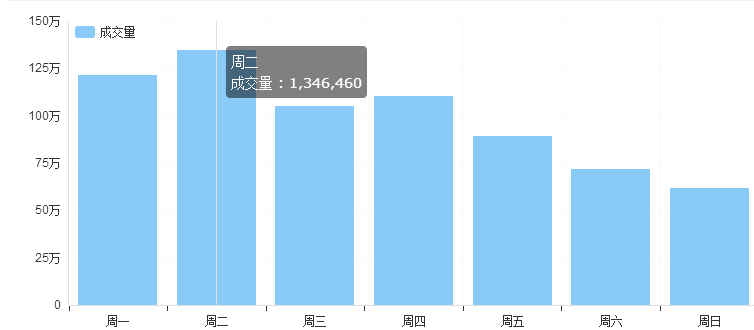 150万
成交量
125万
周二
成交量：1,346,460
100万
75万
50万
25万
0
周一
周二
周三
周四
周五
周六
周日